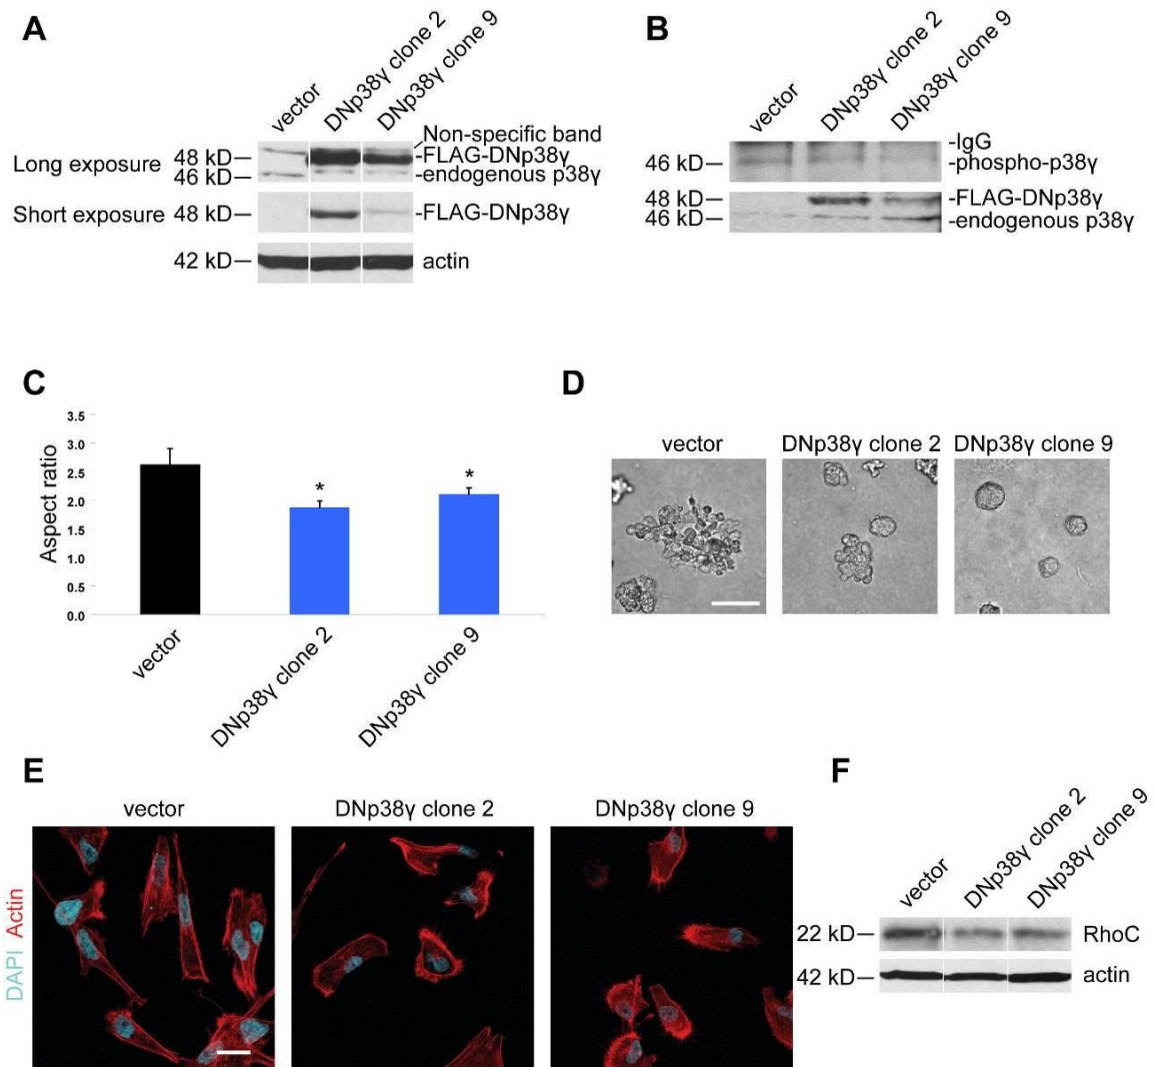 A
vector
DNp38γ clone 2
DNp38γ clone 9
Long exposure
48 kD
46 kD
Non-specific band
-FLAG-DNp38γ
-endogenous p38γ
Short exposure
48 kD
-FLAG-DNp38γ
42 kD
actin
B
vector
DNp38γ clone 2
DNp38γ clone 9
46 kD
-IgG
-phospho-p38γ
48 kD
46 kD
-FLAG-DNp38γ
-endogenous p38γ
C
Aspect ratio
3.5
3.0
2.5
2.0
1.5
1.0
0.5
0.0
*
*
vector
DNp38γ clone 2
DNp38γ clone 9
D
vector
DNp38γ clone 2
DNp38γ clone 9
E
vector
DNp38γ clone 2
DNp38γ clone 9
DAPI Actin
F
vector
DNp38γ clone 2
DNp38γ clone 9
22 kD
RhoC
42 kD
actin